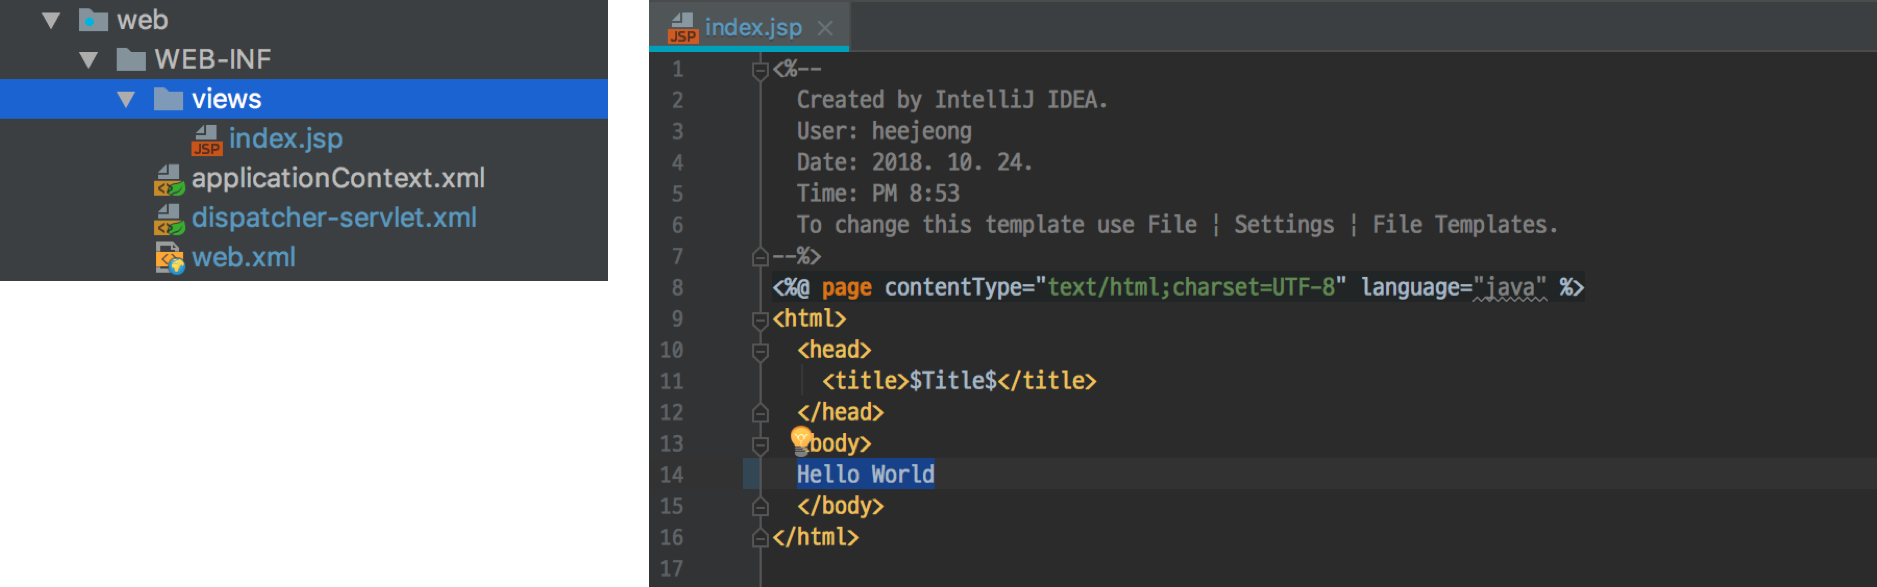 web
WEB-INF
views
JSP index.jsp
applicationContext.xml
dispatcher-servlet.xml
web.xml
JSP index.jsp
1 <%--
2 Created by IntelliJ IDEA.
3 User: heejeong
4 Date: 2018. 10. 24.
5 Time: PM 8:53
6 To change this template use File | Settings | File Templates.
7 --%>
8 <%@ page contentType="text/html;charset=UTF-8" language="java" %>
9 <html>
10 <head>
11 <title>$Title$</title>
12 </head>
13 body>
14 Hello World
15 </body>
16 </html>
17